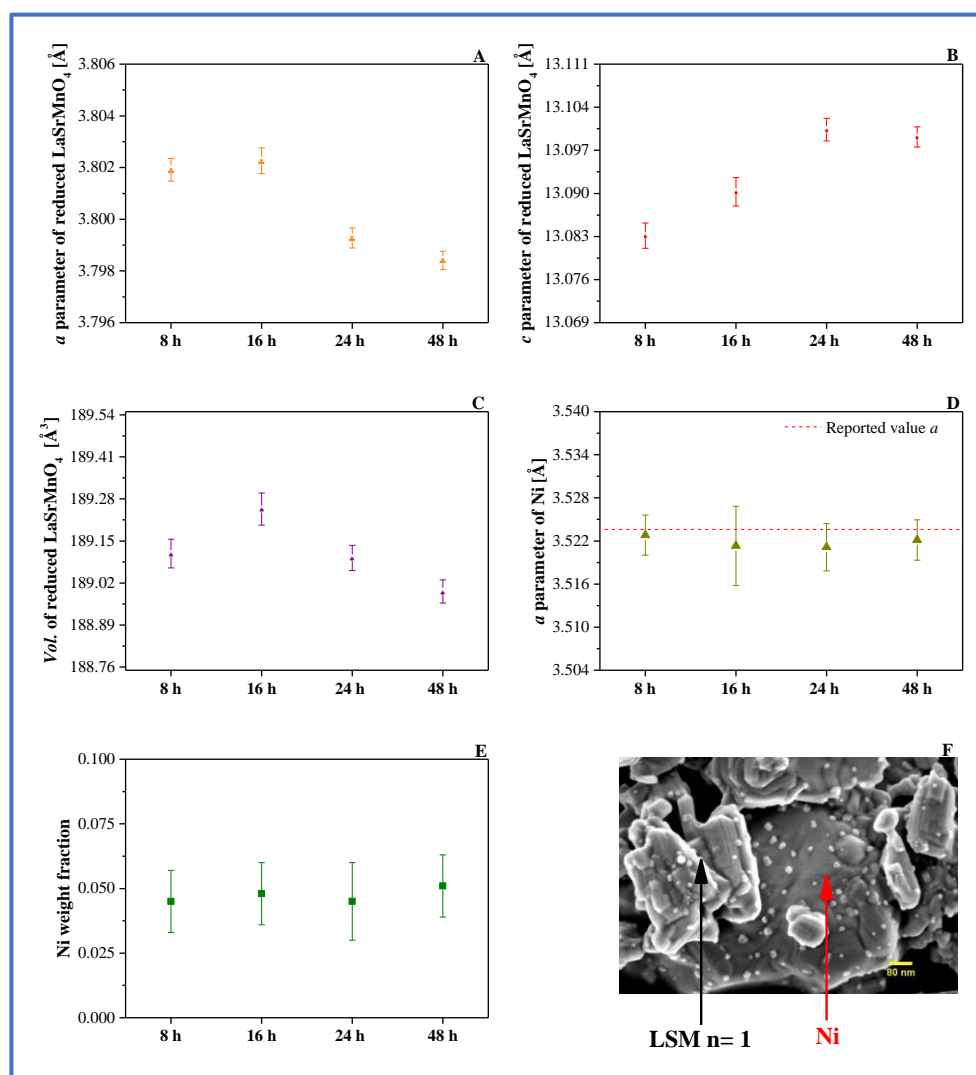 A
a parameter of reduced LaSrMnO₄ [Å]
3.806
3.804
3.802
3.800
3.798
3.796
8 h 16 h 24 h 48 h
B
c parameter of reduced LaSrMnO₄ [Å]
13.111
13.104
13.097
13.090
13.083
13.076
13.069
8 h 16 h 24 h 48 h
C
Vol. of reduced LaSrMnO₄ [Å³]
189.54
189.41
189.28
189.15
189.02
188.89
188.76
8 h 16 h 24 h 48 h
D
Reported value a
a parameter of Ni [Å]
3.540
3.534
3.528
3.522
3.516
3.510
3.504
8 h 16 h 24 h 48 h
E
Ni weight fraction
0.100
0.075
0.050
0.025
0.000
8 h 16 h 24 h 48 h
F
80 nm
LSM n= 1
Ni